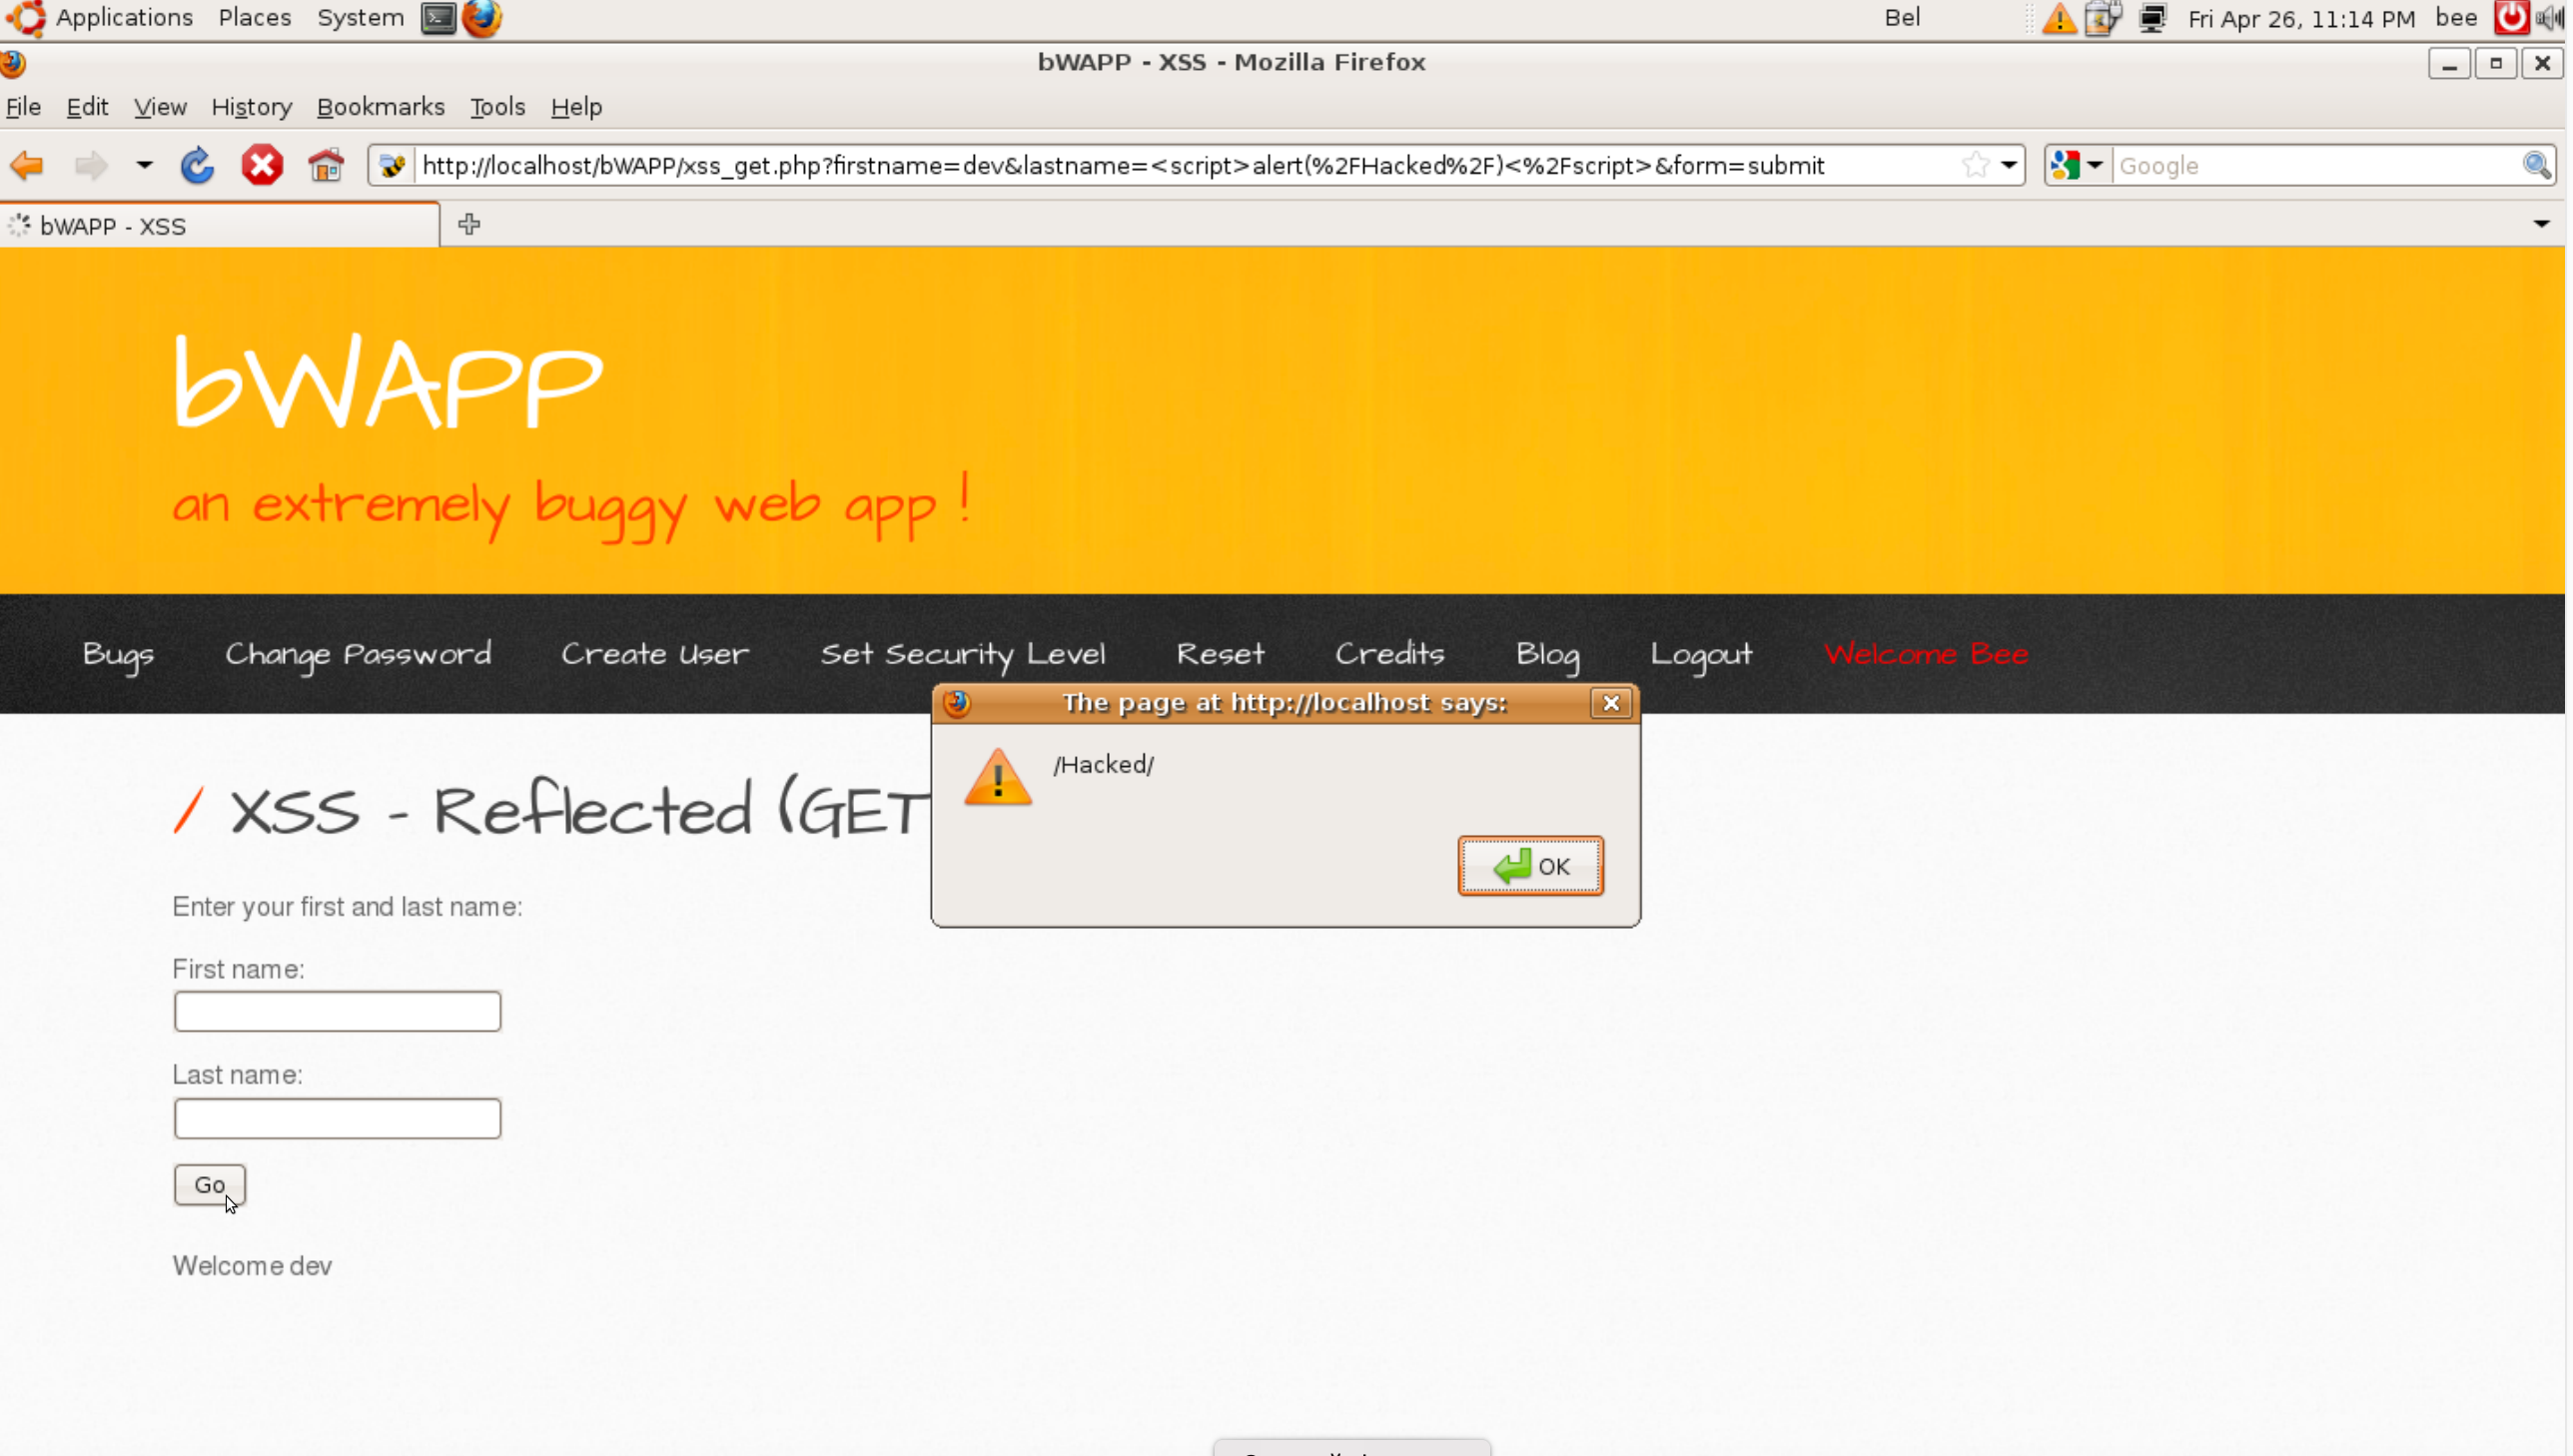 Applications Places System Bel Fri Apr 26, 11:14 PM bee
bWAPP - XSS - Mozilla Firefox
File Edit View History Bookmarks Tools Help
http://localhost/bWAPP/xss_get.php?firstname=dev&lastname=<script>alert(%2FHacked%2F)<%2Fscript>&form=submit Google
bWAPP - XSS
bWAPP
an extremely buggy web app !
Bugs Change Password Create User Set Security Level Reset Credits Blog Logout Welcome Bee
The page at http://localhost says:
/Hacked/
OK
/ XSS - Reflected (GET
Enter your first and last name:
First name:
Last name:
Go
Welcome dev